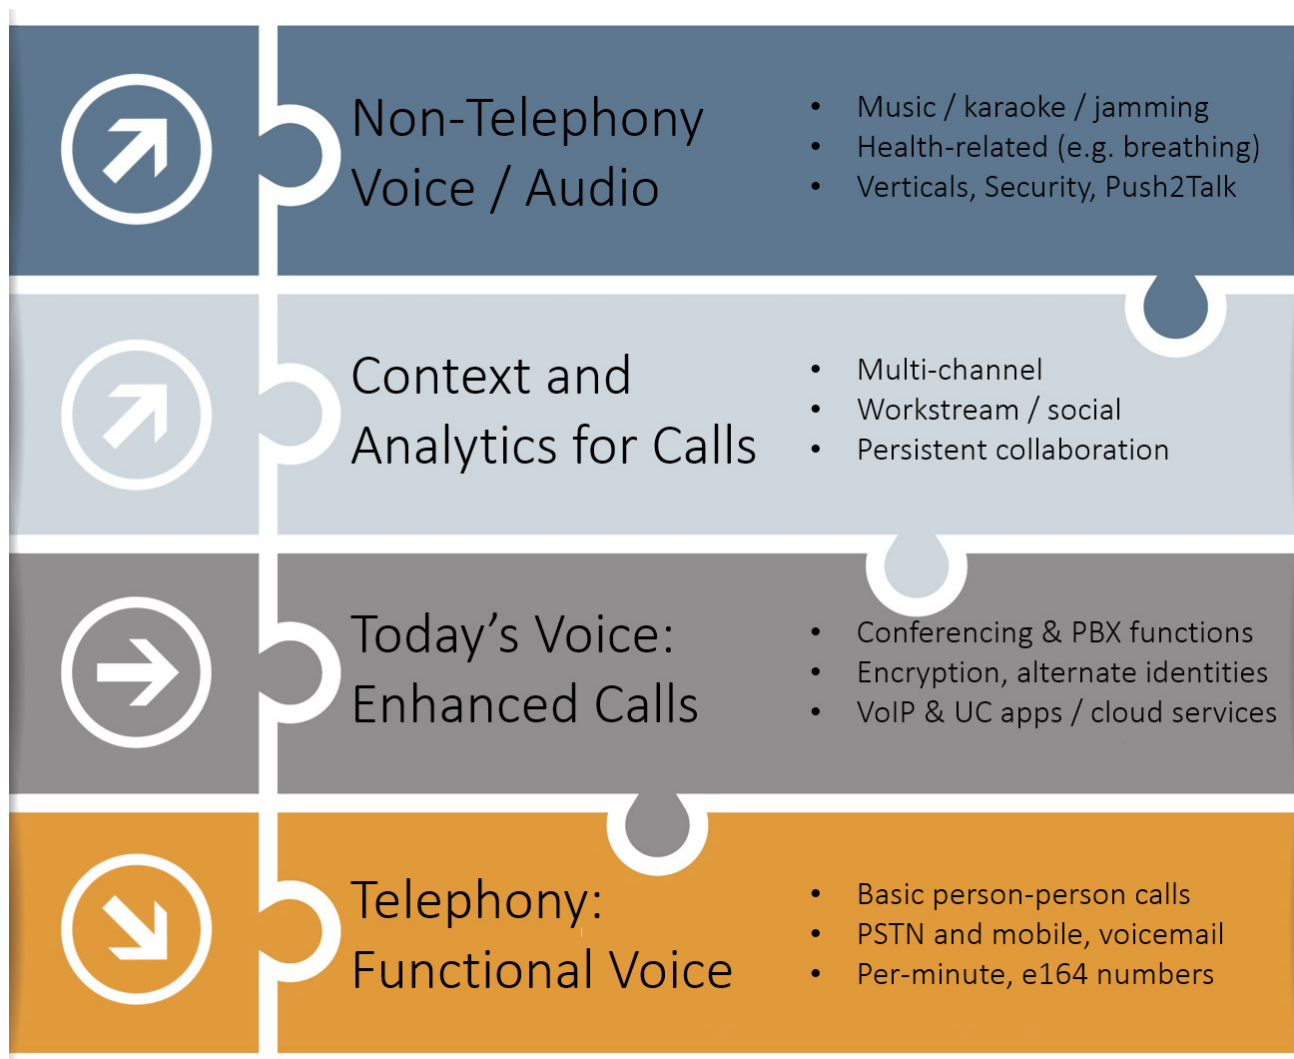 Non-Telephony
Voice / Audio
• Music / karaoke / jamming
• Health-related (e.g. breathing)
• Verticals, Security, Push2Talk
Context and
Analytics for Calls
• Multi-channel
• Workstream / social
• Persistent collaboration
Today’s Voice:
Enhanced Calls
• Conferencing & PBX functions
• Encryption, alternate identities
• VoIP & UC apps / cloud services
Telephony:
Functional Voice
• Basic person-person calls
• PSTN and mobile, voicemail
• Per-minute, e164 numbers